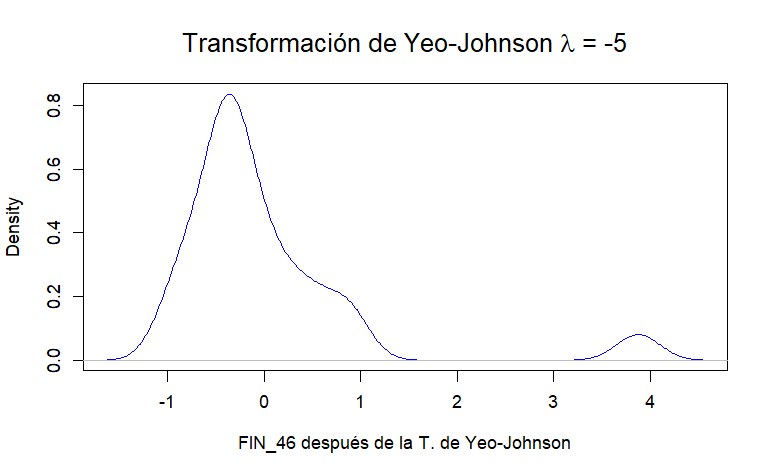 Transformación de Yeo-Johnson λ = -5
Density
0.8
0.6
0.4
0.2
0.0
-1 0 1 2 3 4
FIN_46 después de la T. de Yeo-Johnson